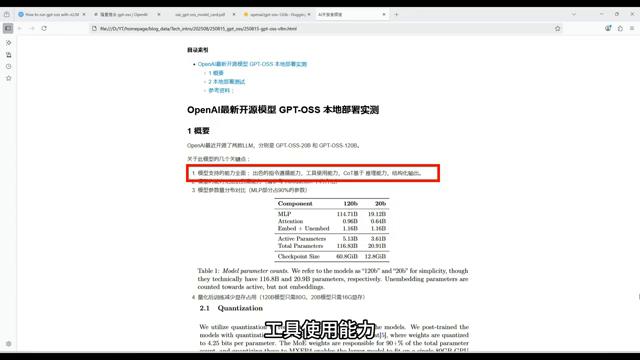 How to run gpt-oss with vLLM
隆重推出 gpt-oss | OpenAI
oai_gpt-oss_model_card.pdf
openai/gpt-oss-120b · Hugging
file:///D:/YT/homepage/blog_data/Tech_intro/202508/250815_gpt_oss/250815-gpt-oss-vllm.html
目录索引
OpenAI最新开源模型 GPT-OSS 本地部署实测
1 概要
2 本地部署测试
参考资料：
OpenAI最新开源模型 GPT-OSS 本地部署实测
1 概要
OpenAI最近开源了两款LLM，分别是 GPT-OSS-20B 和 GPT-OSS-120B。
关于此模型的几个关键点：
1 模型支持的能力全面： 出色的指令遵循能力，工具使用能力，CoT基于 推理能力，结构化输出。
3 模型参数量分布对比（MLP部分占90%的参数）
Component 120b 20b
MLP 114.71B 19.12B
Attention 0.96B 0.64B
Embed + Unembed 1.16B 1.16B
Active Parameters 5.13B 3.61B
Total Parameters 116.83B 20.91B
Checkpoint Size 60.8GiB 12.8GiB
Table 1: Model parameter counts. We refer to the models as “120b” and “20b” for simplicity, though
they technically have 116.8B and 20.9B parameters, respectively. Unembedding parameters are
counted towards active, but not embeddings.
4 量化后训练减少显存占用（120B模型只需80G，20B模型只需16G显存）
2.1 Quantization
We utilize quantization the models. We post-trained the
models with quantization [5], where weights are quantized
to 4.25 bits per parameter. The MoE weights are responsible for 90+% of the total parameter
工具使用能力